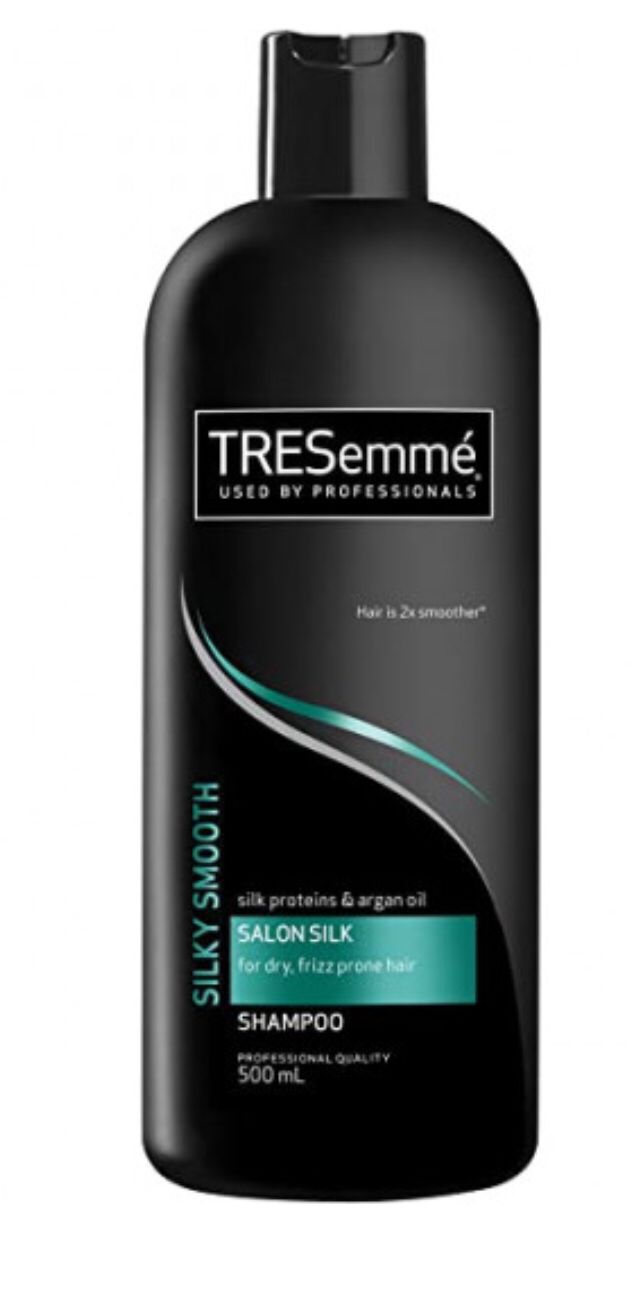 TRESemmé
USED BY PROFESSIONALS
Hair is 2x smoother*
SILKY SMOOTH
silk proteins & argan oil
SALON SILK
for dry, frizz prone hair
SHAMPOO
PROFESSIONAL QUALITY
500 mL